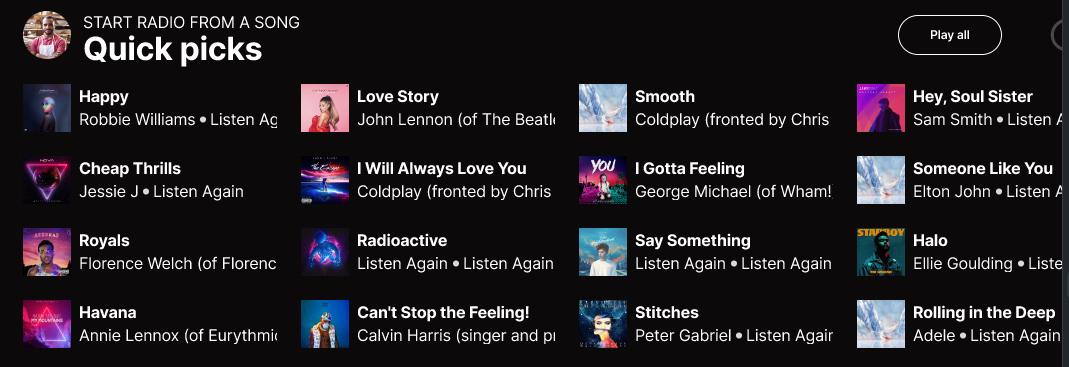 START RADIO FROM A SONG
Quick picks
Play all
Happy
Robbie Williams • Listen Ag
Love Story
John Lennon (of The Beatle
Smooth
Coldplay (fronted by Chris
Hey, Soul Sister
Sam Smith • Listen A
Cheap Thrills
Jessie J • Listen Again
I Will Always Love You
Coldplay (fronted by Chris
I Gotta Feeling
George Michael (of Wham!
Someone Like You
Elton John • Listen A
Royals
Florence Welch (of Florenc
Radioactive
Listen Again • Listen Again
Say Something
Listen Again • Listen Again
STARBOY
Halo
Ellie Goulding • Liste
Havana
Annie Lennox (of Eurythmic
Can't Stop the Feeling!
Calvin Harris (singer and pr
Stitches
Peter Gabriel • Listen Again
Rolling in the Deep
Adele • Listen Again
YOU